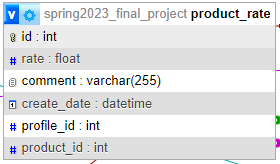 spring2023_final_project product_rate
id : int
# rate : float
comment : varchar(255)
create_date : datetime
# profile_id : int
# product_id : int